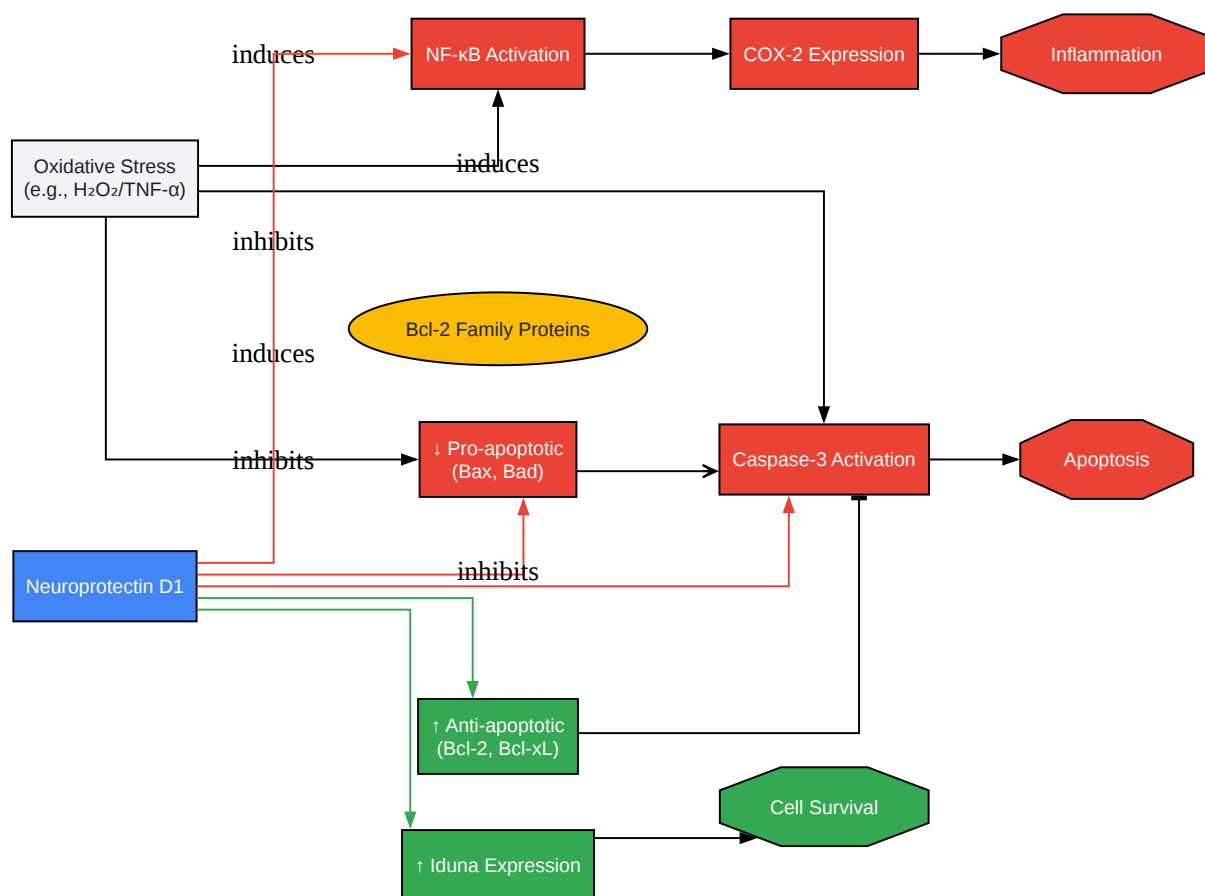 induces
NF-κB Activation
COX-2 Expression
Inflammation
Oxidative Stress
(e.g., H₂O₂/TNF-α)
induces
inhibits
Bcl-2 Family Proteins
induces
inhibits
↓ Pro-apoptotic
(Bax, Bad)
Caspase-3 Activation
Apoptosis
Neuroprotectin D1
inhibits
↑ Anti-apoptotic
(Bcl-2, Bcl-xL)
Cell Survival
↑ Iduna Expression